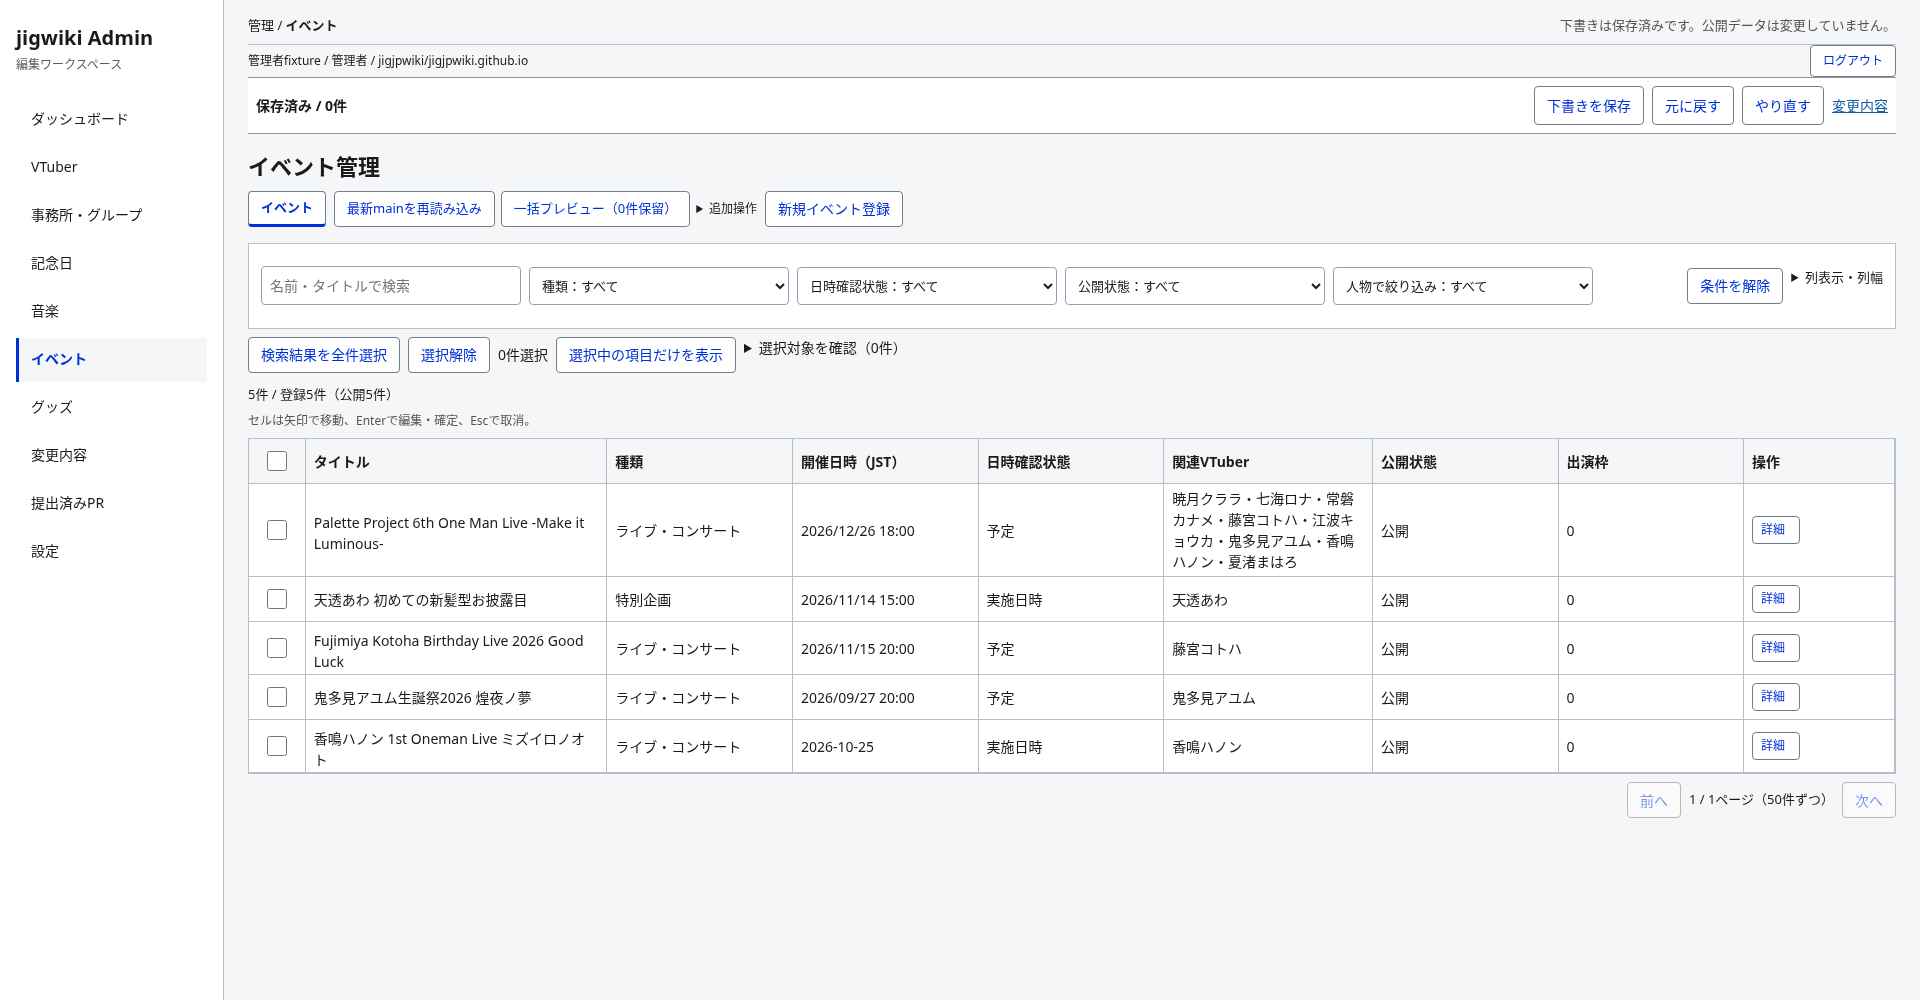 jigwiki Admin
編集ワークスペース
ダッシュボード
VTuber
事務所・グループ
記念日
音楽
イベント
グッズ
変更内容
提出済みPR
設定
管理 / イベント
下書きは保存済みです。公開データは変更していません。
管理者fixture / 管理者 / jigjpwiki/jigjpwiki.github.io
ログアウト
保存済み / 0件
下書きを保存 元に戻す やり直す 変更内容
イベント管理
イベント 最新mainを再読み込み 一括プレビュー（0件保留） ▶ 追加操作 新規イベント登録
名前・タイトルで検索 種類：すべて 日時確認状態：すべて 公開状態：すべて 人物で絞り込み：すべて 条件を解除 ▶ 列表示・列幅
検索結果を全件選択 選択解除 0件選択 選択中の項目だけを表示 ▶ 選択対象を確認（0件）
5件 / 登録5件（公開5件）
セルは矢印で移動、Enterで編集・確定、Escで取消。
タイトル 種類 開催日時（JST） 日時確認状態 関連VTuber 公開状態 出演枠 操作
Palette Project 6th One Man Live -Make it
Luminous-
ライブ・コンサート 2026/12/26 18:00 予定
暁月クララ・七海ロナ・常磐
カナメ・藤宮コトハ・江波キ
ョウカ・鬼多見アユム・香鳴
ハノン・夏渚まはろ
公開 0 詳細
天透あわ 初めての新髪型お披露目 特別企画 2026/11/14 15:00 実施日時 天透あわ 公開 0 詳細
Fujimiya Kotoha Birthday Live 2026 Good
Luck
ライブ・コンサート 2026/11/15 20:00 予定 藤宮コトハ 公開 0 詳細
鬼多見アユム生誕祭2026 煌夜ノ夢 ライブ・コンサート 2026/09/27 20:00 予定 鬼多見アユム 公開 0 詳細
香鳴ハノン 1st Oneman Live ミズイロノオ
ト
ライブ・コンサート 2026-10-25 実施日時 香鳴ハノン 公開 0 詳細
前へ 1 / 1ページ（50件ずつ） 次へ